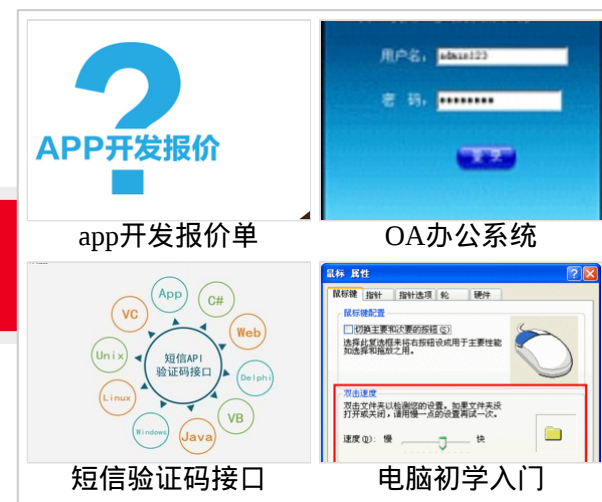 APP开发报价
用户名，
admin123
密 码，
********
登 录
app开发报价单
OA办公系统
App
C#
Web
Delphi
VB
Java
Windows
Linux
Unix
VC
短信API
验证码接口
鼠标 属性
鼠标键 指针 指针选项 轮 硬件
鼠标键配置
切换主要和次要的按钮(S)
选择此复选框来将右按钮设成用于主要性能
如选择和拖放之用。
双击速度
双击文件夹以检测您的设置。如果文件夹没
打开或关闭，请用慢一点的设置再试一次。
速度(D): 慢 快
短信验证码接口
电脑初学入门